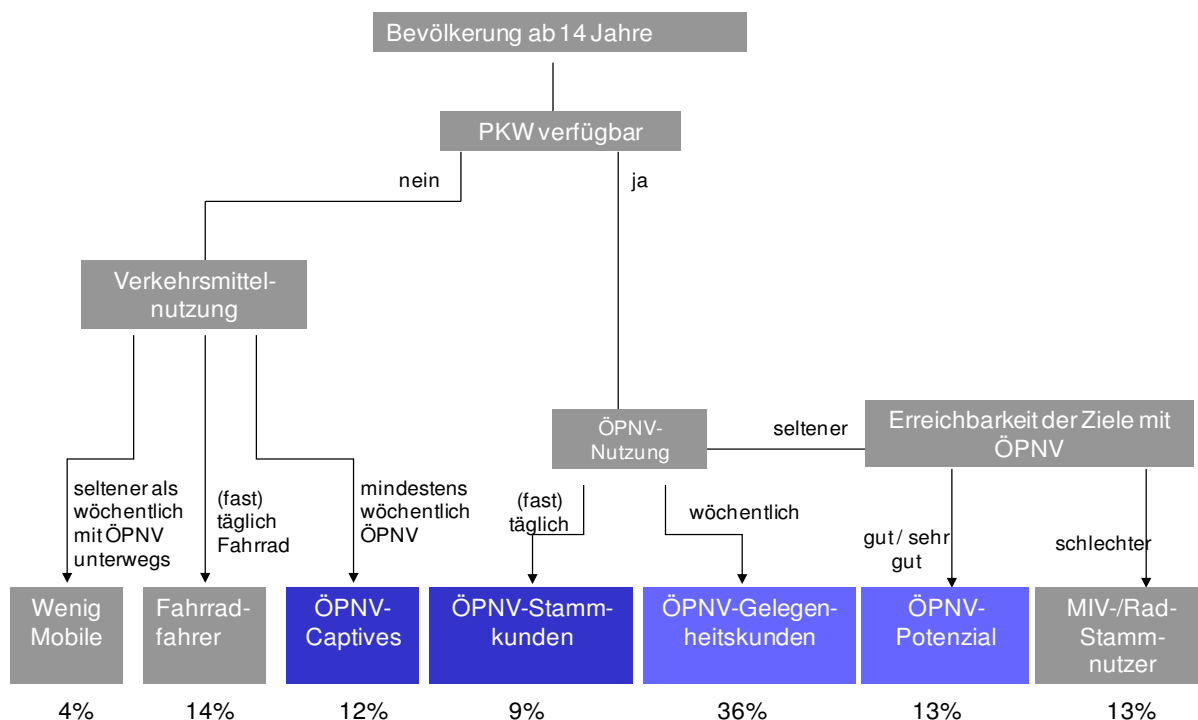 Bevölkerung ab 14 Jahre
PKW verfügbar
nein
ja
Verkehrsmittel-
nutzung
ÖPNV-
Nutzung
seltener
Erreichbarkeit der Ziele mit
ÖPNV
seltener als
wöchentlich
mit ÖPNV
unterwegs
(fast)
täglich
Fahrrad
mindestens
wöchentlich
ÖPNV
(fast)
täglich
wöchentlich
gut / sehr
gut
schlechter
Wenig
Mobile
Fahrrad-
fahrer
ÖPNV-
Captives
ÖPNV-Stamm-
kunden
ÖPNV-Gelegen-
heitskunden
ÖPNV-
Potenzial
MIV-/Rad-
Stamm-
nutzer
4%
14%
12%
9%
36%
13%
13%